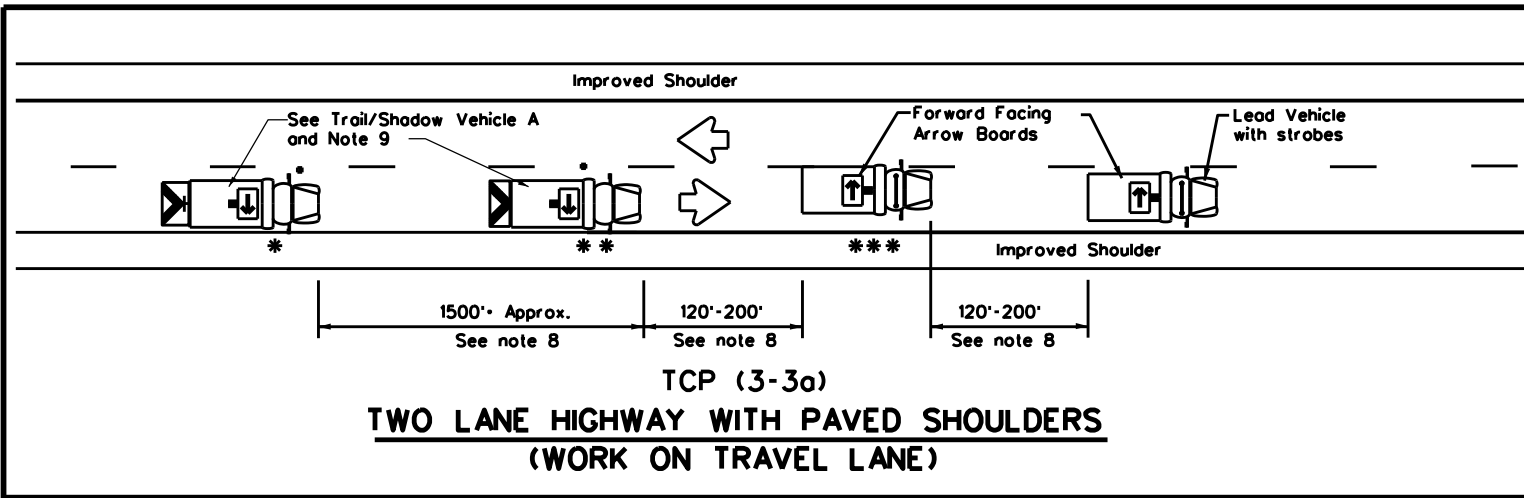 Improved Shoulder
See Trail/Shadow Vehicle A
and Note 9
Forward Facing
Arrow Boards
Lead Vehicle
with strobes
*
* *
***
Improved Shoulder
1500'+ Approx.
See note 8
120'-200'
See note 8
120'-200'
See note 8
TCP (3-3a)
TWO LANE HIGHWAY WITH PAVED SHOULDERS
(WORK ON TRAVEL LANE)